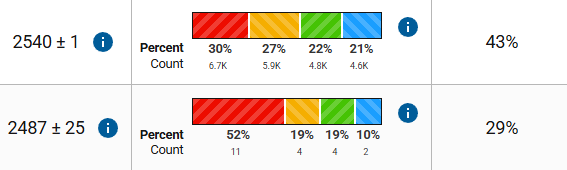 2540 ± 1
Percent 30% 27% 22% 21%
Count 6.7K 5.9K 4.8K 4.6K
43%
2487 ± 25
Percent 52% 19% 19% 10%
Count 11 4 4 2
29%